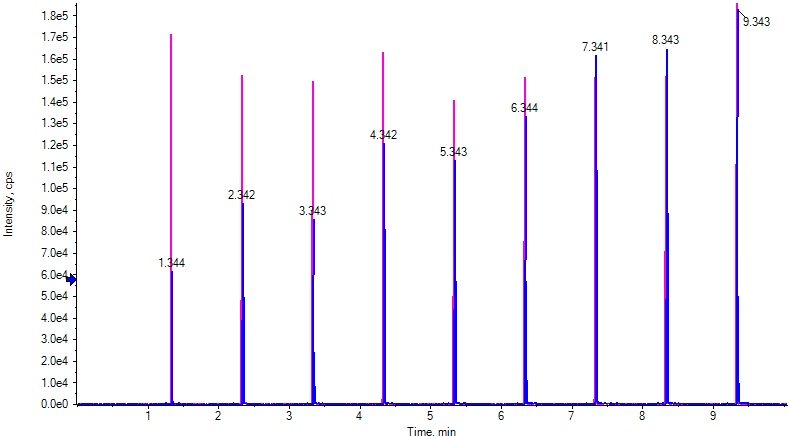 1.8e5
1.7e5
1.6e5
1.5e5
1.4e5
1.3e5
1.2e5
1.1e5
1.0e5
9.0e4
8.0e4
7.0e4
6.0e4
5.0e4
4.0e4
3.0e4
2.0e4
1.0e4
0.0e0
Intensity, cps
1.344
2.342
3.343
4.342
5.343
6.344
7.341
8.343
9.343
1 2 3 4 5 6 7 8 9
Time, min